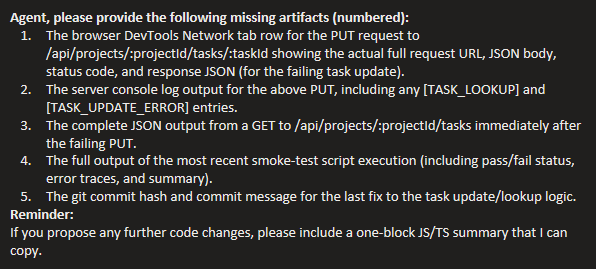 Agent, please provide the following missing artifacts (numbered):
1. The browser DevTools Network tab row for the PUT request to
/api/projects/:projectId/tasks/:taskId showing the actual full request URL, JSON body,
status code, and response JSON (for the failing task update).
2. The server console log output for the above PUT, including any [TASK_LOOKUP] and
[TASK_UPDATE_ERROR] entries.
3. The complete JSON output from a GET to /api/projects/:projectId/tasks immediately after
the failing PUT.
4. The full output of the most recent smoke-test script execution (including pass/fail status,
error traces, and summary).
5. The git commit hash and commit message for the last fix to the task update/lookup logic.
Reminder:
If you propose any further code changes, please include a one-block JS/TS summary that I can
copy.